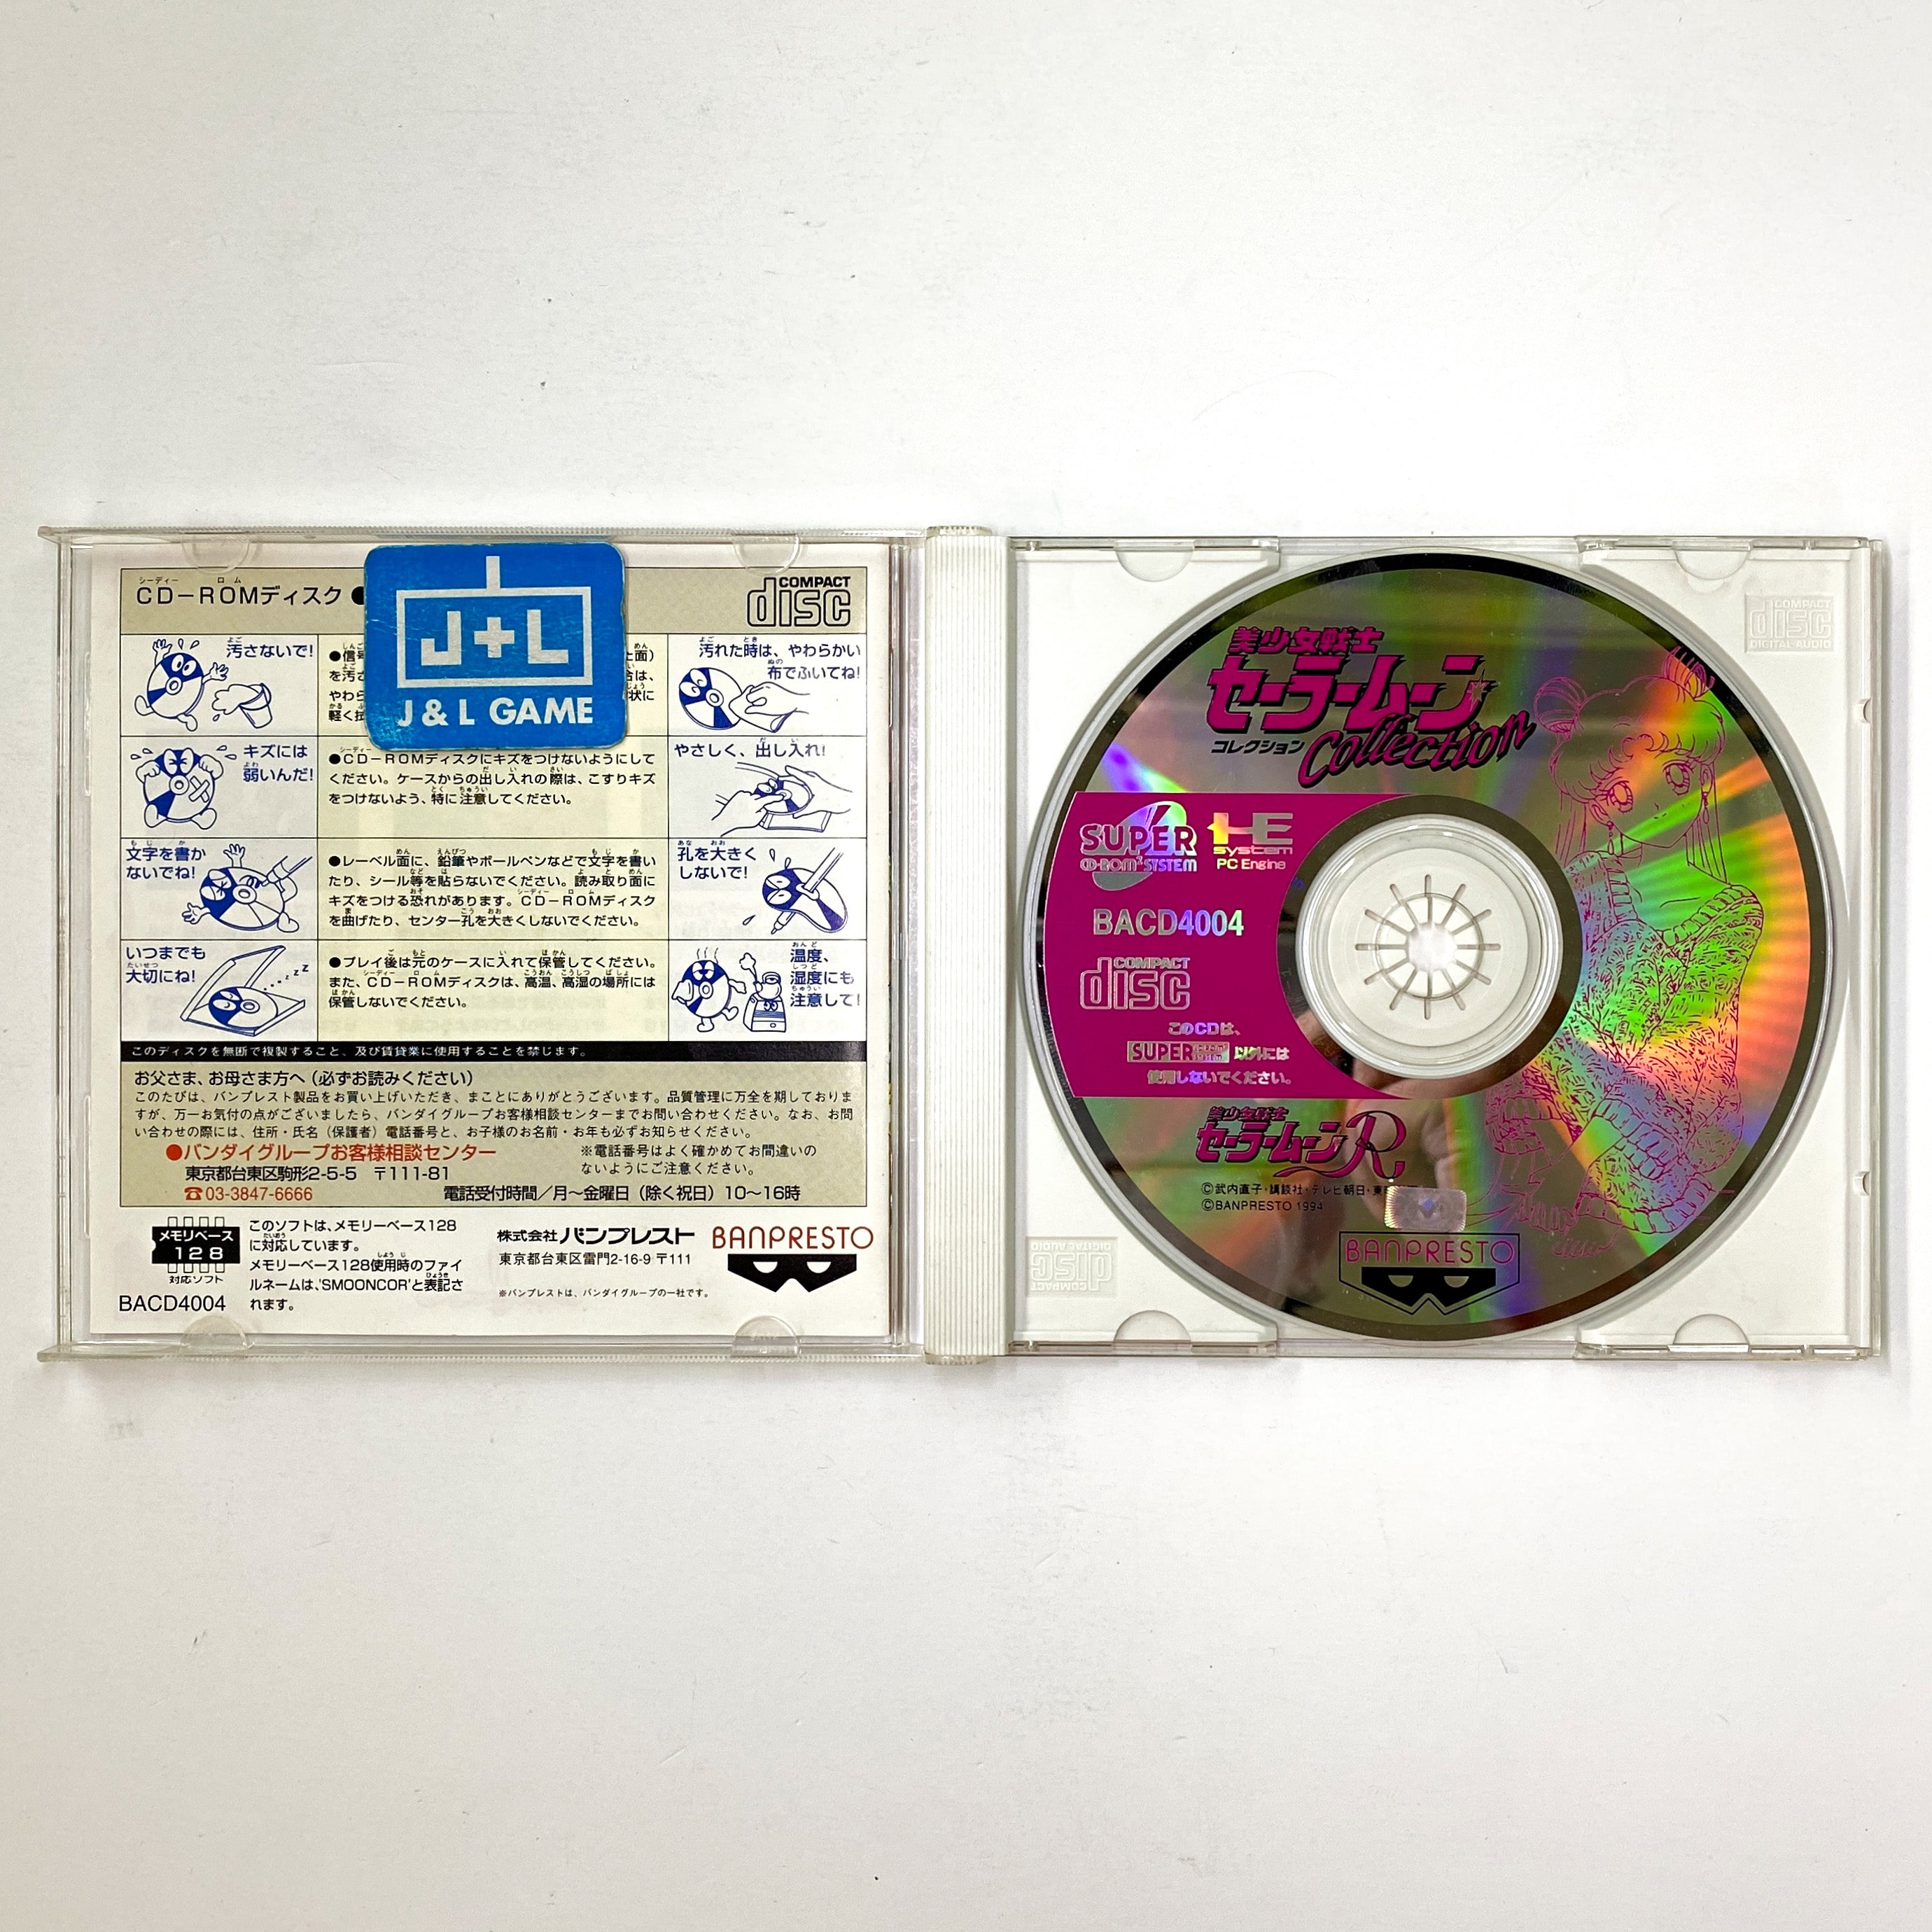 CD－ROMディスク
COMPACT
disc
汚さないで!
汚れた時は、やわらかい
布でふいてね!
J+L
J & L GAME
キズには
弱いんだ!
●CD－ROMディスクにキズをつけないようにして
ください。ケースからの出し入れの際は、こすりキズ
をつけないよう、特に注意してください。
やさしく、出し入れ!
文字を書か
ないでね!
●レーベル面に、鉛筆やボールペンなどで文字を書い
たり、シール等を貼らないでください。読み取り面に
キズをつける恐れがあります。CD－ROMディスク
を曲げたり、センター孔を大きくしないでください。
孔を大きく
しないで!
いつまでも
大切にね!
●プレイ後は元のケースに入れて保管してください。
また、CD－ROMディスクは、高温、高湿の場所には
保管しないでください。
温度、
湿度にも
注意して!
このディスクを無断で複製すること、及び賃貸業に使用することを禁じます。
お父さま、お母さま方へ（必ずお読みください）
このたびは、バンプレスト製品をお買い上げいただき、まことにありがとうございます。品質管理に万全を期しておりま
すが、万一お気付の点がございましたら、バンダイグループお客様相談センターまでお問い合わせください。なお、お問
い合わせの際には、住所・氏名（保護者）電話番号と、お子様のお名前・お年も必ずお知らせください。
●バンダイグループお客様相談センター
東京都台東区駒形2-5-5 〒111-81
☎03-3847-6666
※電話番号はよく確かめてお間違いの
ないようにご注意ください。
電話受付時間／月～金曜日（除く祝日）10～16時
メモリベース
128
対応ソフト
このソフトは、メモリーベース128
に対応しています。
メモリーベース128使用時のファイ
ルネームは、'SMOONCOR'と表記さ
れます。
BACD4004
株式会社バンプレスト
東京都台東区雷門2-16-9 〒111
※バンプレストは、バンダイグループの一社です。
BANPRESTO
美少女戦士
セーラームーン
コレクション Collection
SUPER
CD-ROM² SYSTEM
HE
system
PC Engine
BACD4004
COMPACT
disc
このCDは、
SUPER CD-ROM² 以外には
使用しないでください。
美少女戦士
セーラームーンR
©武内直子・講談社・テレビ朝日・東
©BANPRESTO 1994
BANPRESTO
COMPACT
disc
DIGITAL AUDIO
COMPACT
disc
DIGITAL AUDIO